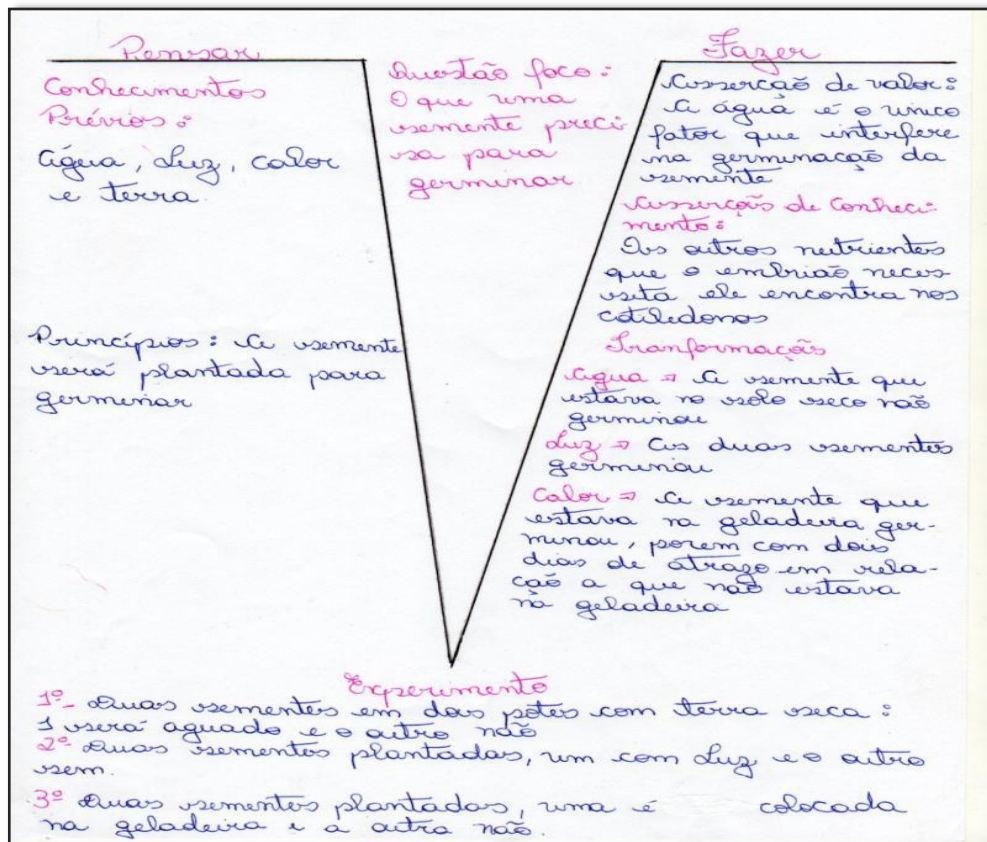 Pensar
Conhecimentos
Prévios:
água, Luz, calor
e terra.
Princípios: A semente
será plantada para
germinar
Questão foco:
O que uma
semente preci
sa para
germinar.
Fazer
Asserção de valor:
A água é o único
fator que interfere
na germinação da
semente
Asserçoãs de Conheci-
mento:
Os outros nutrientes
que o embrião neces-
sita ele encontra nos
cotiledonos
Tranformaçoãs
água → A semente que
estava no solo seco não
germinou
Luz → As duas sementes
germinou
Calor → A semente que
estava na geladeira ger-
minou, porem com dois
dias de atrazo em rela-
ção a que não estava
na geladeira
Experimento
1º- Duas sementes em dois potes com terra seca:
1 será aguado e o outro não
2º Duas sementes plantadas, um com Luz e o outro
sem.
3º Duas sementes plantadas, uma é colocada
na geladeira e a outra não.